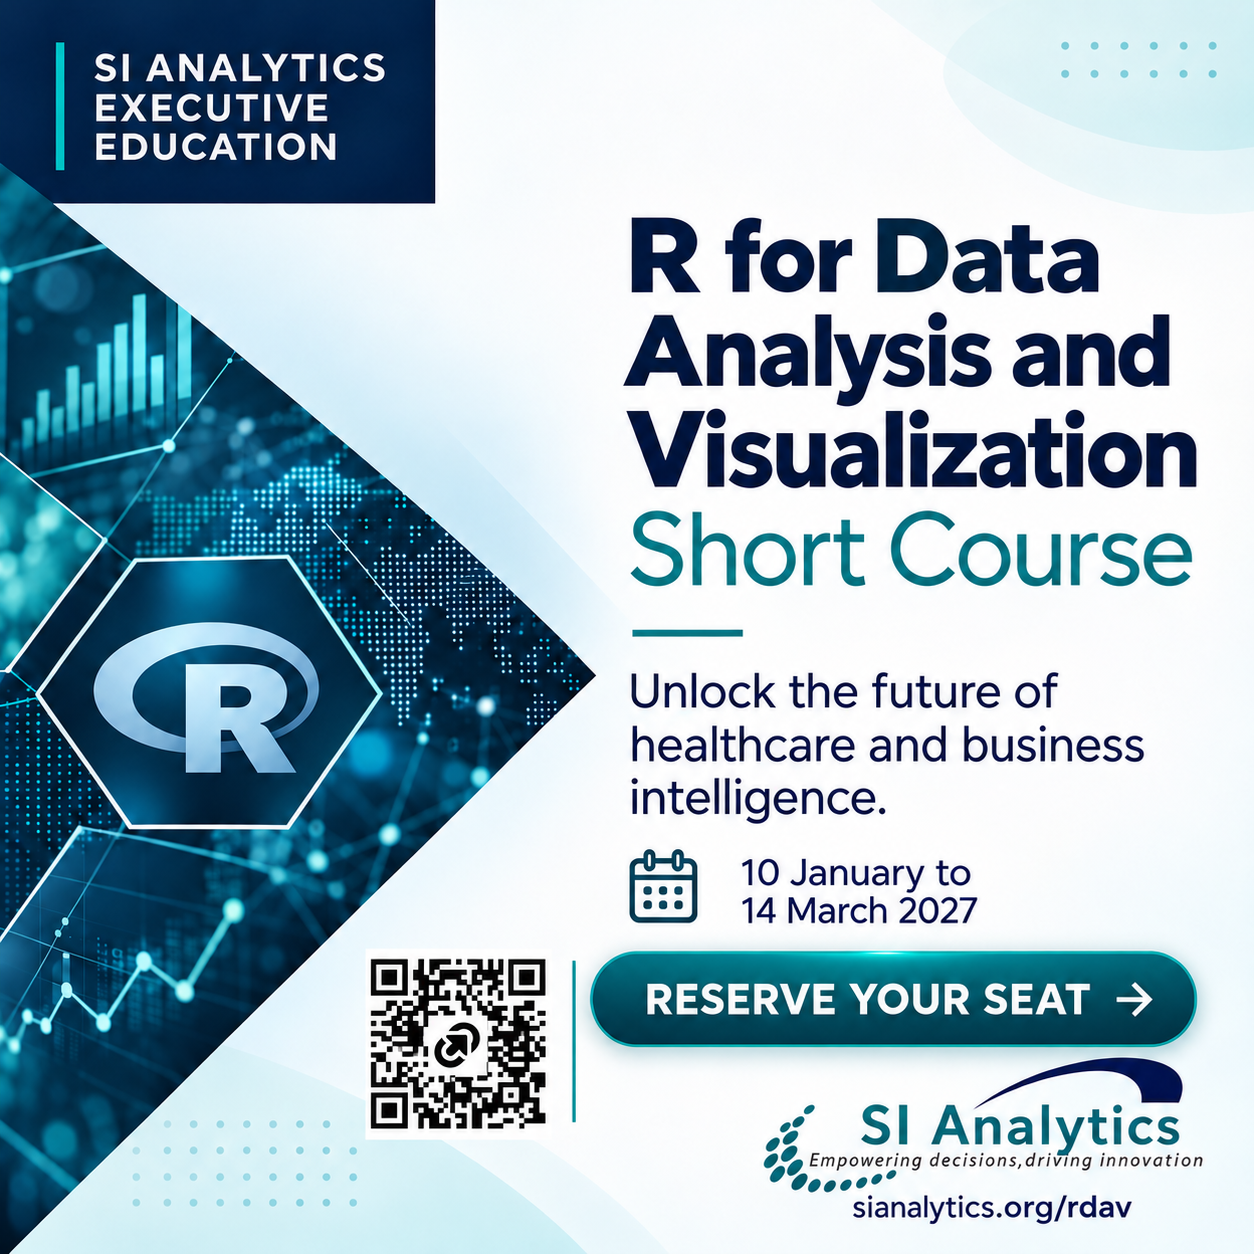 SI ANALYTICS
EXECUTIVE
EDUCATION
R for Data
Analysis and
Visualization
Short Course
R
Unlock the future of
healthcare and business
intelligence.
10 January to
14 March 2027
RESERVE YOUR SEAT →
SI Analytics
Empowering decisions,driving innovation
sianalytics.org/rdav